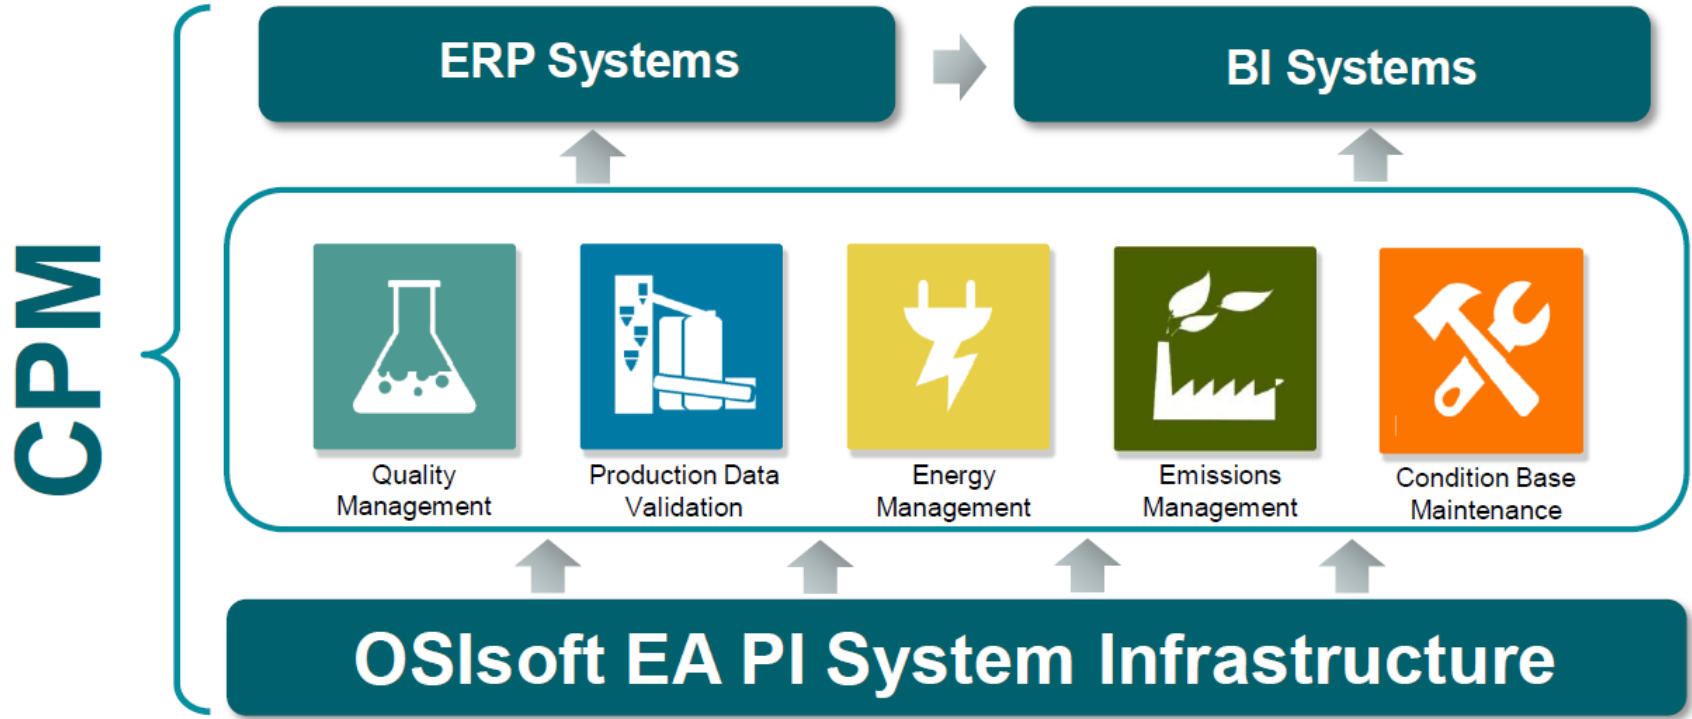 CPM
ERP Systems
BI Systems
Quality
Management
Production Data
Validation
Energy
Management
Emissions
Management
Condition Base
Maintenance
OSIsoft EA PI System Infrastructure